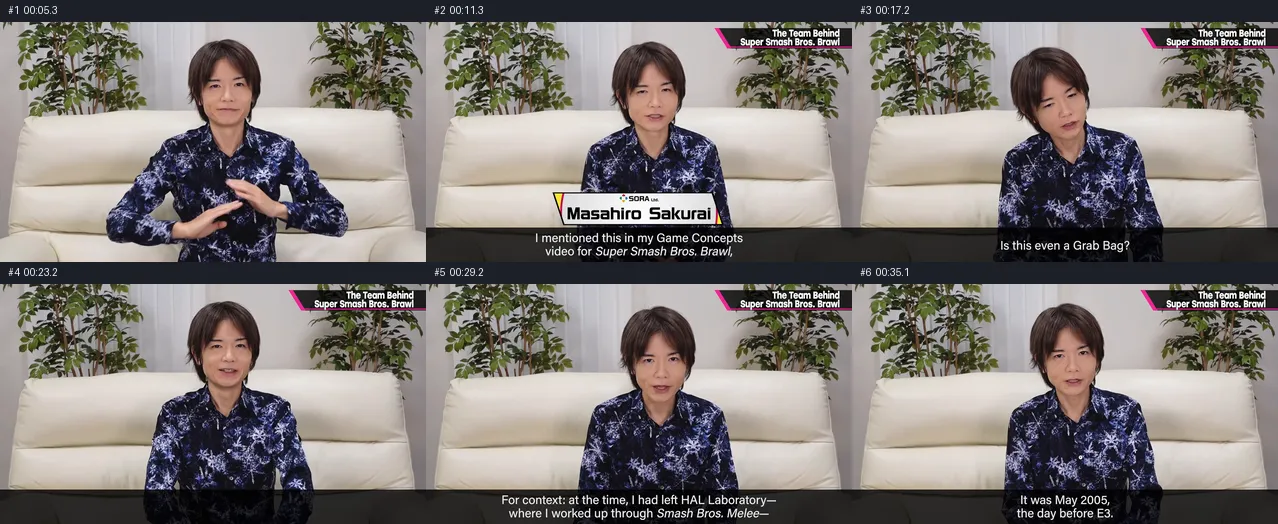 #1 00:05.3
#2 00:11.3
The Team Behind
Super Smash Bros. Brawl
SORA Ltd.
Masahiro Sakurai
I mentioned this in my Game Concepts
video for Super Smash Bros. Brawl,
#3 00:17.2
The Team Behind
Super Smash Bros. Brawl
Is this even a Grab Bag?
#4 00:23.2
The Team Behind
Super Smash Bros. Brawl
#5 00:29.2
The Team Behind
Super Smash Bros. Brawl
For context: at the time, I had left HAL Laboratory—
where I worked up through Smash Bros. Melee—
#6 00:35.1
The Team Behind
Super Smash Bros. Brawl
It was May 2005,
the day before E3.